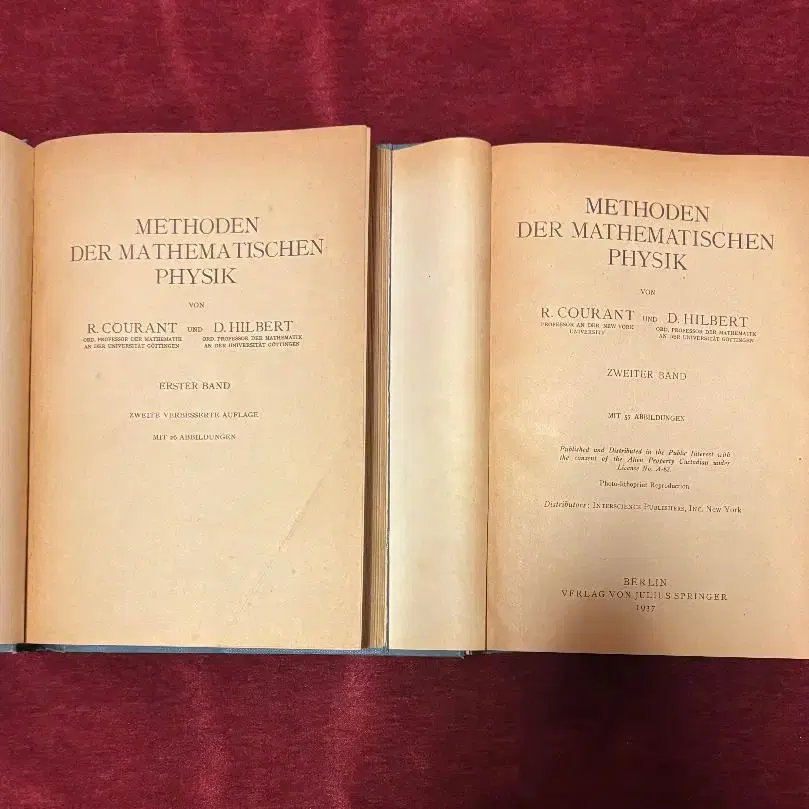 METHODEN
DER MATHEMATISCHEN
PHYSIK
VON
R. COURANT UND D. HILBERT
ORD. PROFESSOR DER MATHEMATIK
AN DER UNIVERSITÄT GÖTTINGEN
ORD. PROFESSOR DER MATHEMATIK
AN DER UNIVERSITÄT GÖTTINGEN
ERSTER BAND
ZWEITE VERBESSERTE AUFLAGE
MIT 26 ABBILDUNGEN
METHODEN
DER MATHEMATISCHEN
PHYSIK
VON
R. COURANT UND D. HILBERT
PROFESSOR AN DER NEW YORK
UNIVERSITY
ORD. PROFESSOR DER MATHEMATIK
AN DER UNIVERSITÄT GÖTTINGEN
ZWEITER BAND
MIT 57 ABBILDUNGEN
Published and Distributed in the Public Interest with
the consent of the Alien Property Custodian under
License No. A-62.
Photo-lithoprint Reproduction
Distributors: INTERSCIENCE PUBLISHERS, INC. New York
BERLIN
VERLAG VON JULIUS SPRINGER
1937